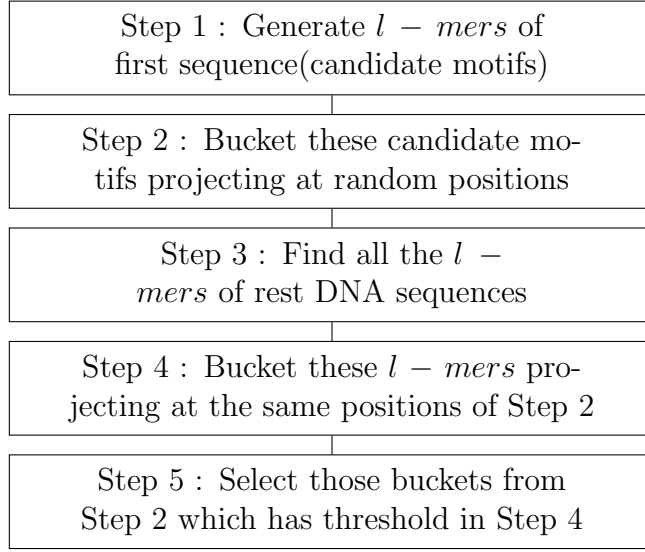 Step 1 : Generate l − mers of
first sequence(candidate motifs)
Step 2 : Bucket these candidate mo-
tifs projecting at random positions
Step 3 : Find all the l −
mers of rest DNA sequences
Step 4 : Bucket these l − mers pro-
jecting at the same positions of Step 2
Step 5 : Select those buckets from
Step 2 which has threshold in Step 4